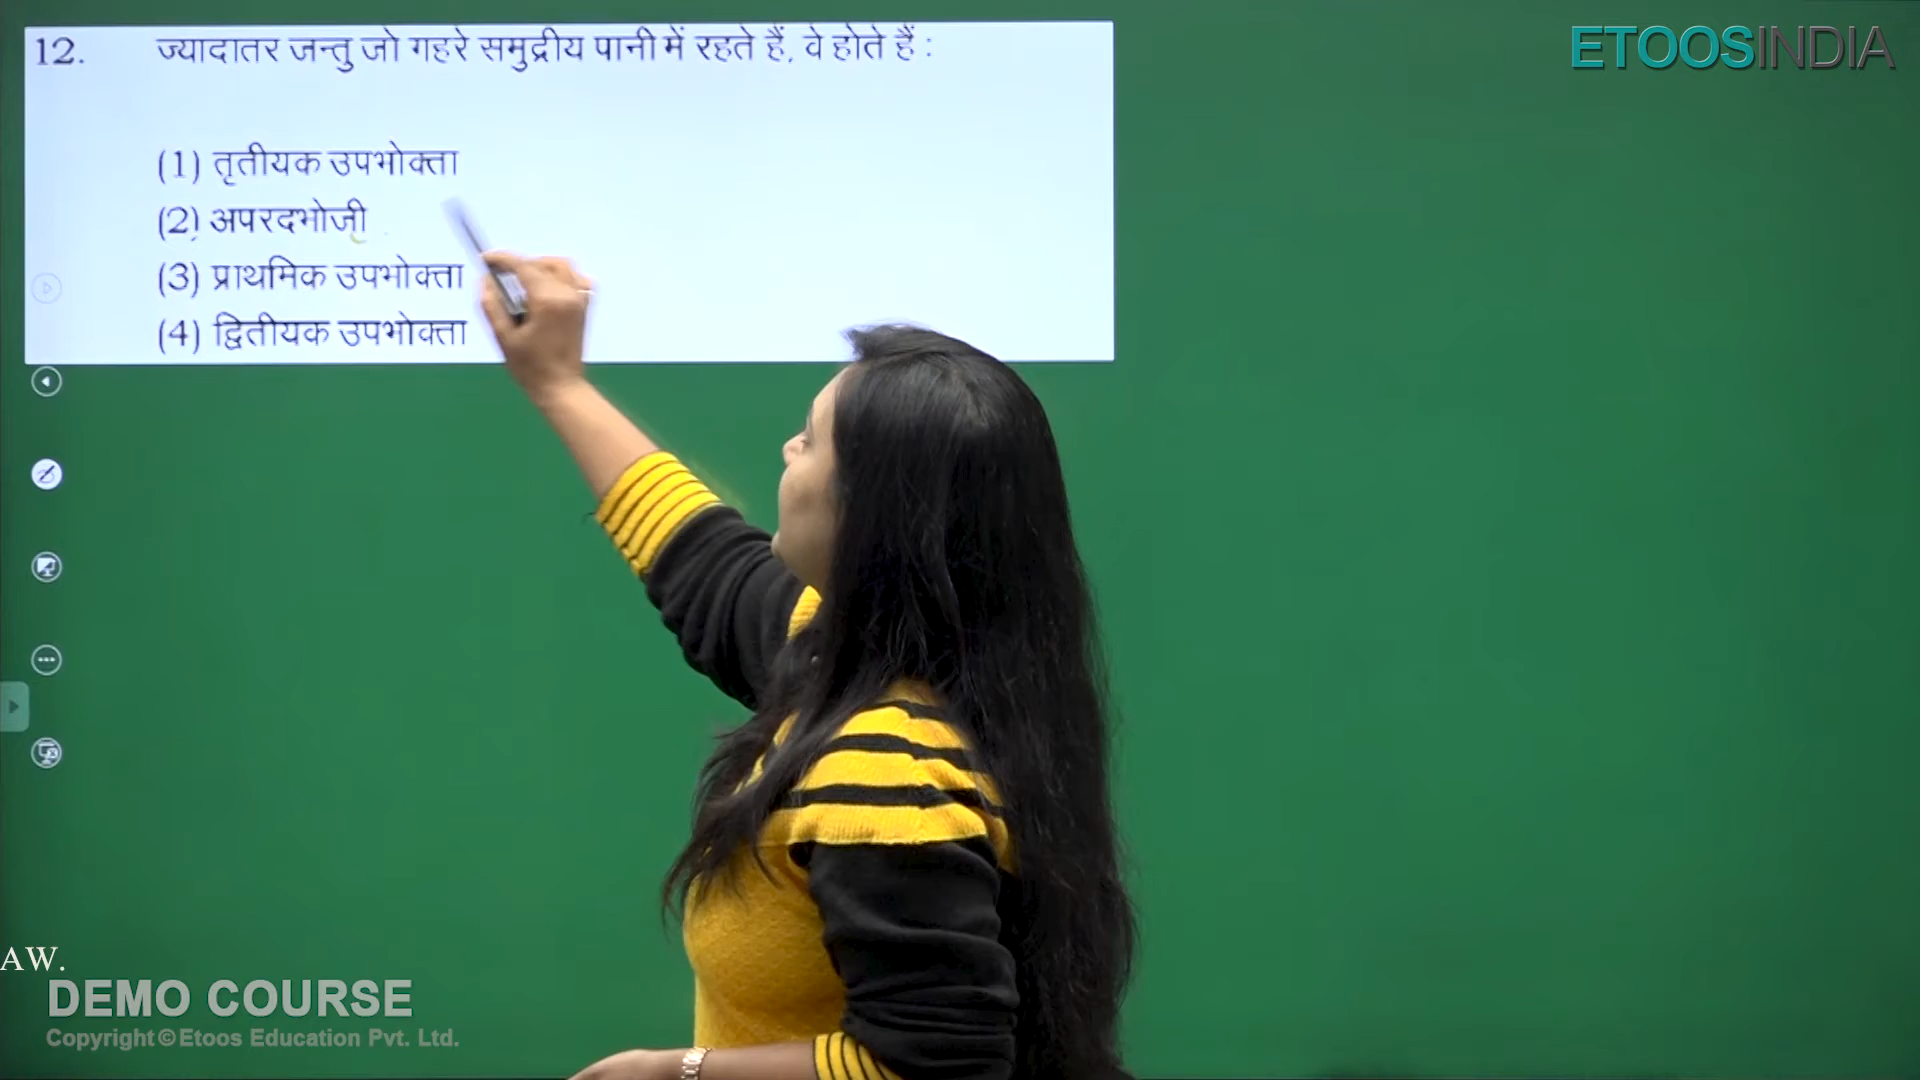 12. ज्यादातर जन्तु जो गहरे समुद्रीय पानी में रहते हैं, वे होते हैं :
(1) तृतीयक उपभोक्ता
(2) अपरदभोजी
(3) प्राथमिक उपभोक्ता
(4) द्वितीयक उपभोक्ता
ETOOSINDIA
AW.
DEMO COURSE
Copyright © Etoos Education Pvt. Ltd.